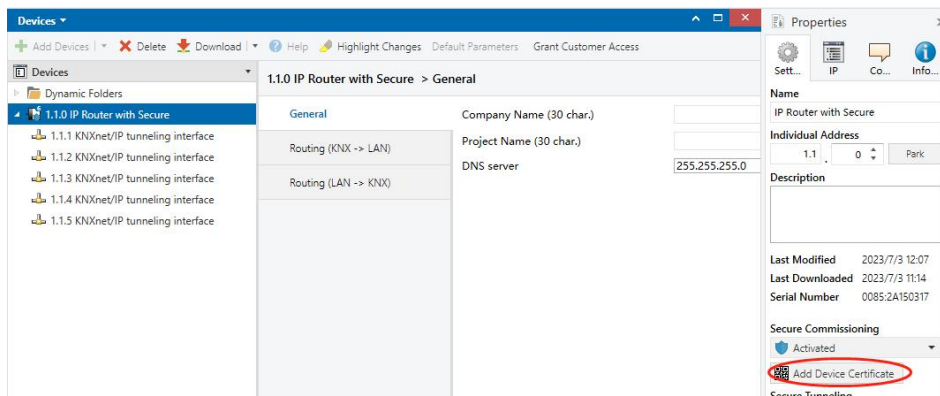 Devices
Add Devices Delete Download Help Highlight Changes Default Parameters Grant Customer Access
Devices
Dynamic Folders
1.1.0 IP Router with Secure
1.1.1 KNXnet/IP tunneling interface
1.1.2 KNXnet/IP tunneling interface
1.1.3 KNXnet/IP tunneling interface
1.1.4 KNXnet/IP tunneling interface
1.1.5 KNXnet/IP tunneling interface
1.1.0 IP Router with Secure > General
General
Routing (KNX -> LAN)
Routing (LAN -> KNX)
Company Name (30 char.)
Project Name (30 char.)
DNS server 255.255.255.0
Properties
Sett... IP Co... Info...
Name
IP Router with Secure
Individual Address
1.1 . 0 Park
Description
Last Modified 2023/7/3 12:07
Last Downloaded 2023/7/3 11:14
Serial Number 0085:2A150317
Secure Commissioning
Activated
Add Device Certificate
Secure Tunneling